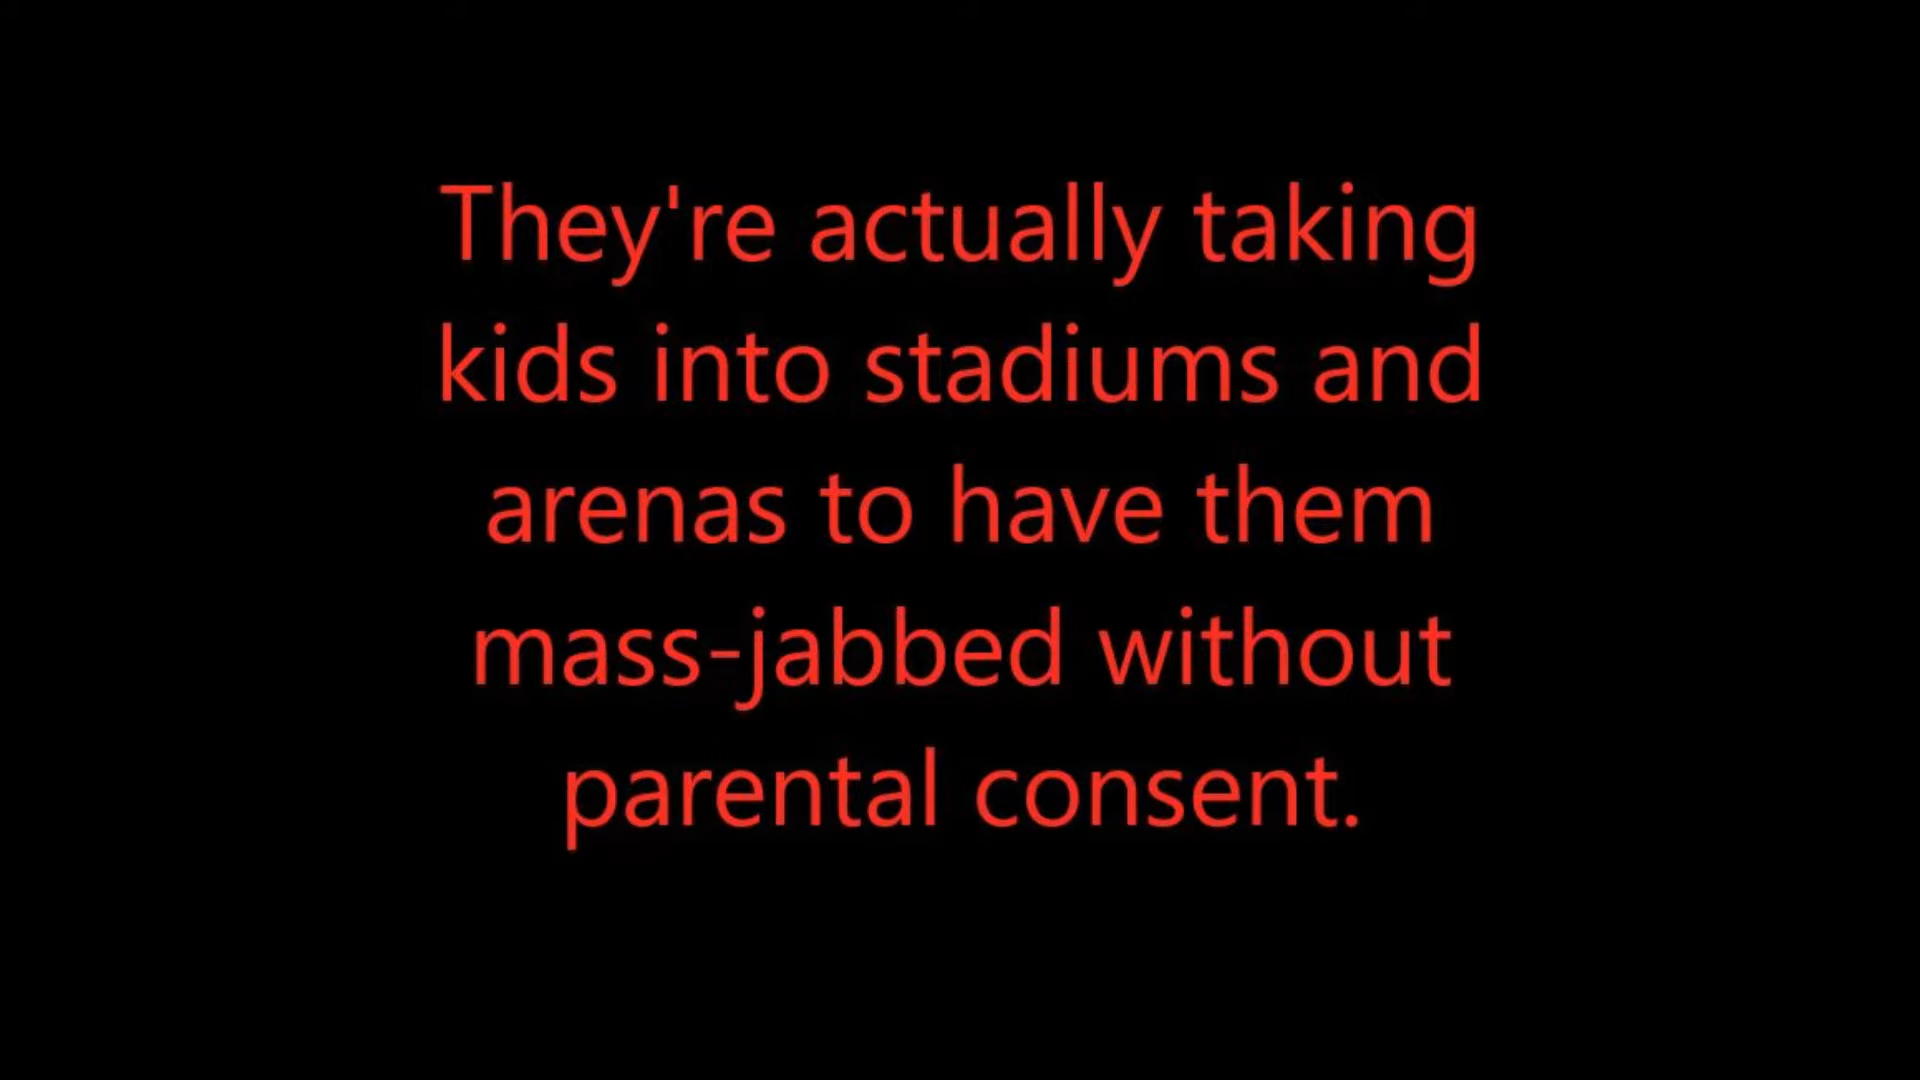 They're actually taking
kids into stadiums and
arenas to have them
mass-jabbed without
parental consent.